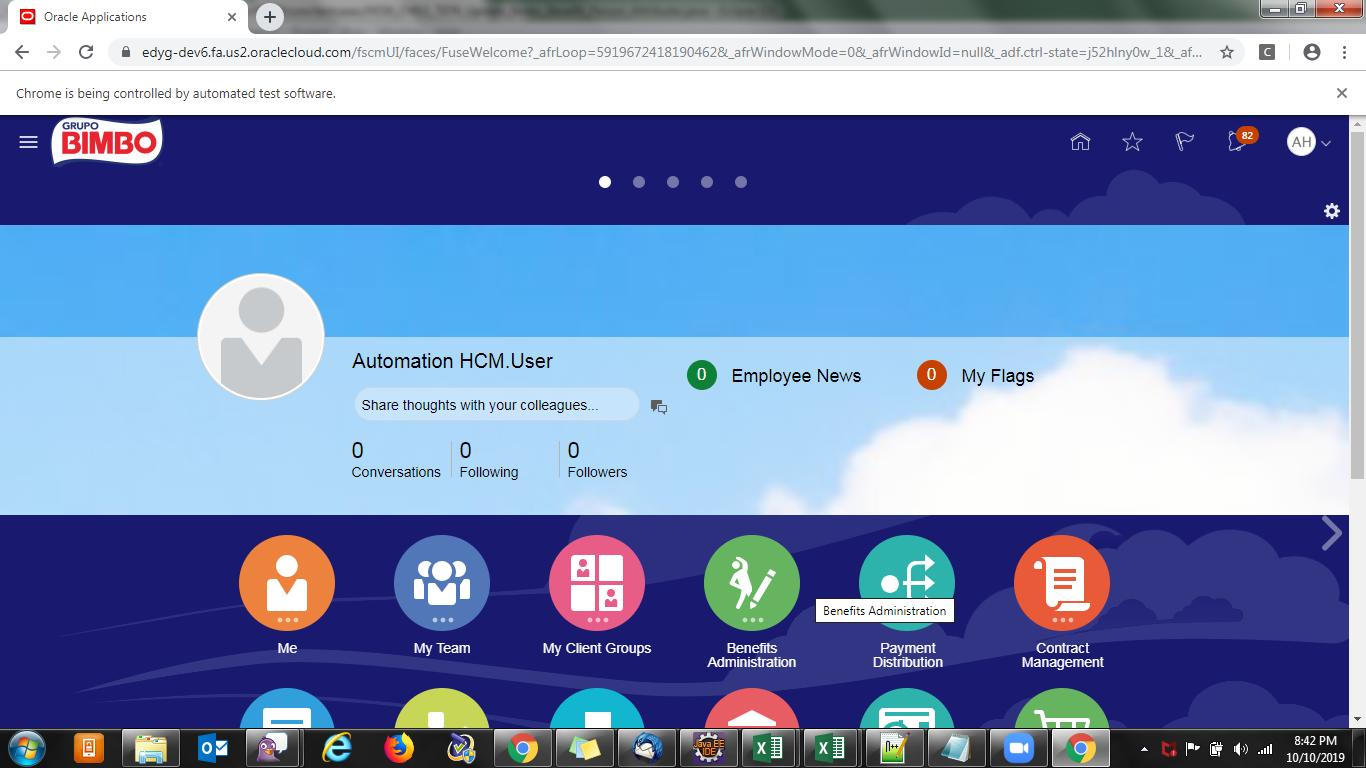 Oracle Applications
edyg-dev6.fa.us2.oraclecloud.com/fscmUI/faces/FuseWelcome?_afrLoop=5919672418190462&_afrWindowMode=0&_afrWindowId=null&_adf.ctrl-state=j52hlny0w_1&_af...
C
Chrome is being controlled by automated test software.
GRUPO
BIMBO
82
AH
Automation HCM.User
0 Employee News
0 My Flags
Share thoughts with your colleagues...
0 0 0
Conversations Following Followers
Benefits Administration
Me
My Team
My Client Groups
Benefits
Administration
Payment
Distribution
Contract
Management
Java EE
IDE
8:42 PM
10/10/2019